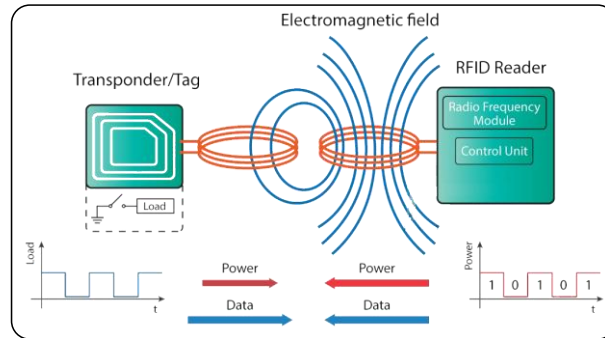 Electromagnetic field
Transponder/Tag
RFID Reader
Radio Frequency
Module
Control Unit
Load
Load
t
Power
Data
Power
Data
Power
1 0 1 0 1
t